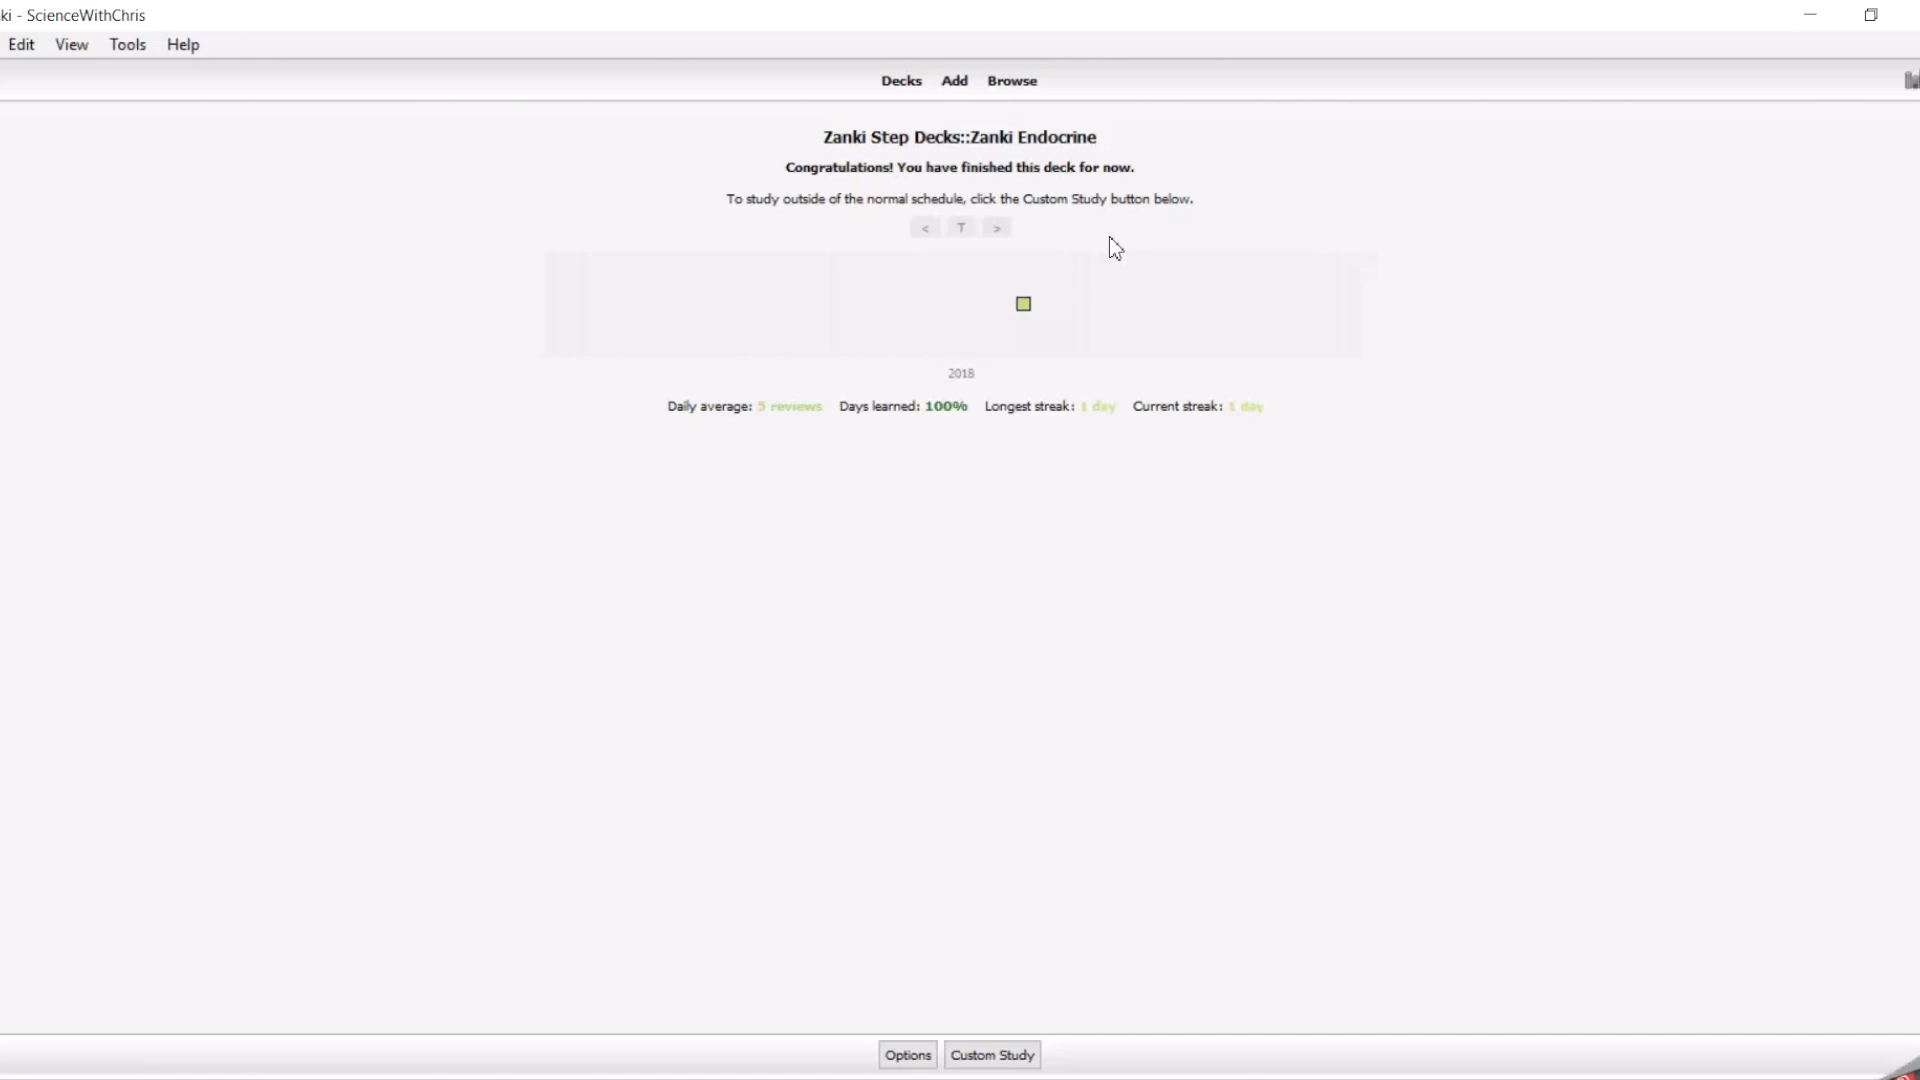 ki - ScienceWithChris
Edit View Tools Help
Decks Add Browse
Zanki Step Decks::Zanki Endocrine
Congratulations! You have finished this deck for now.
To study outside of the normal schedule, click the Custom Study button below.
< T >
2018
Daily average: 5 reviews Days learned: 100% Longest streak: 1 day Current streak: 1 day
Options Custom Study